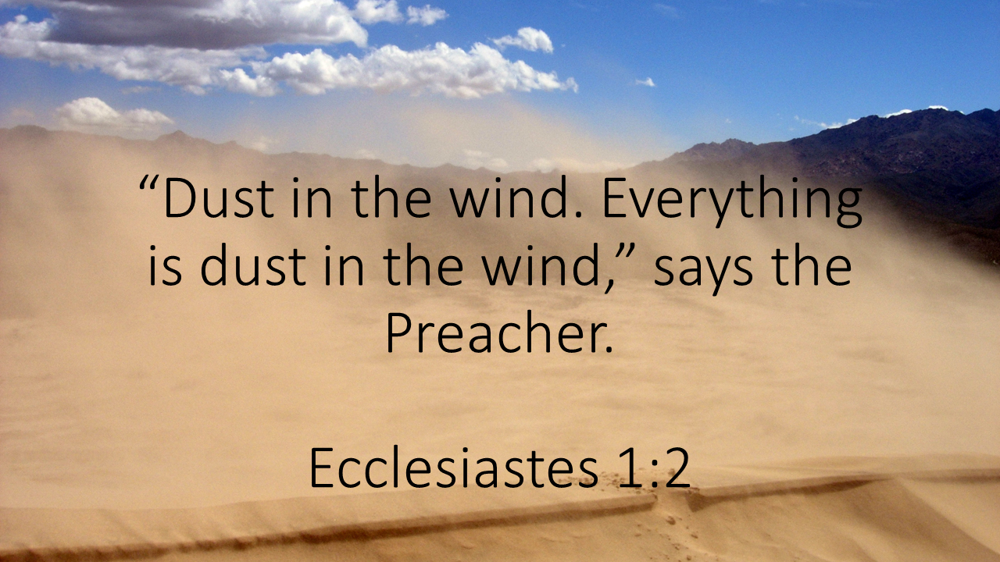 “Dust in the wind. Everything
is dust in the wind,” says the
Preacher.
Ecclesiastes 1:2